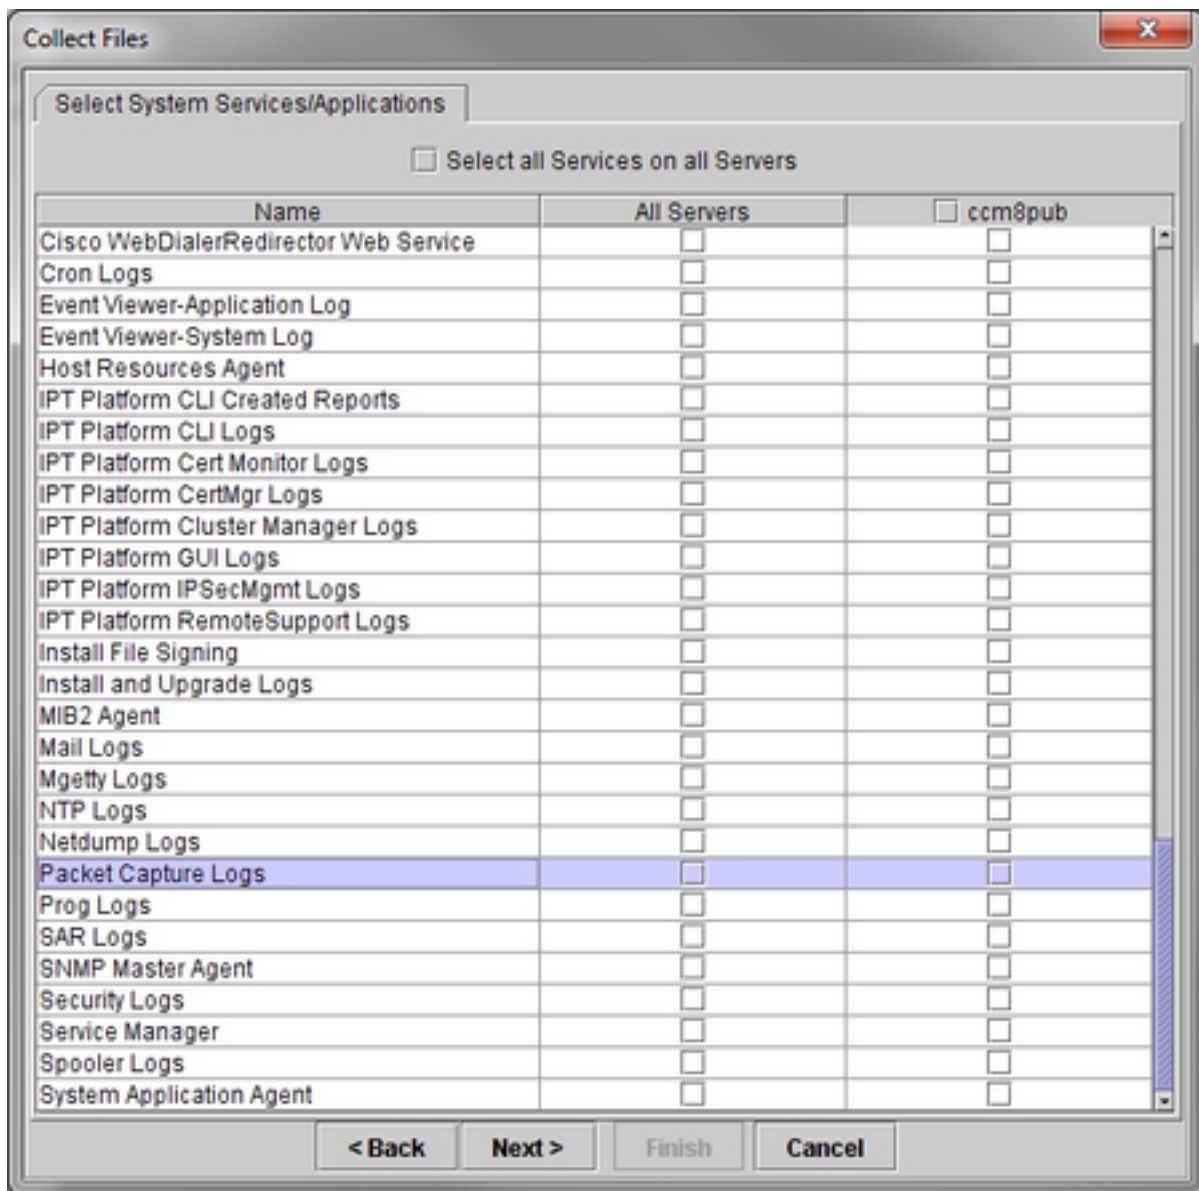 Collect Files
Select System Services/Applications
Select all Services on all Servers
Name All Servers ccm8pub
Cisco WebDialerRedirector Web Service
Cron Logs
Event Viewer-Application Log
Event Viewer-System Log
Host Resources Agent
IPT Platform CLI Created Reports
IPT Platform CLI Logs
IPT Platform Cert Monitor Logs
IPT Platform CertMgr Logs
IPT Platform Cluster Manager Logs
IPT Platform GUI Logs
IPT Platform IPSecMgmt Logs
IPT Platform RemoteSupport Logs
Install File Signing
Install and Upgrade Logs
MIB2 Agent
Mail Logs
Mgetty Logs
NTP Logs
Netdump Logs
Packet Capture Logs
Prog Logs
SAR Logs
SNMP Master Agent
Security Logs
Service Manager
Spooler Logs
System Application Agent
< Back Next > Finish Cancel